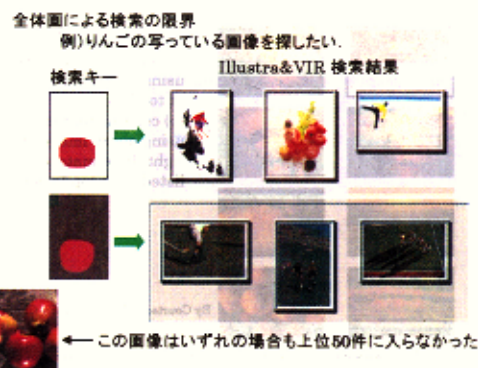 全体画による検索の限界
例)りんごの写っている画像を探したい.
検索キー
Illustra&VIR 検索結果
この画像はいずれの場合も上位50件に入らなかった